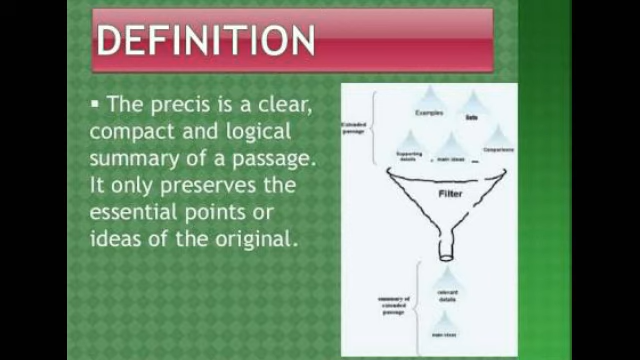 DEFINITION
▪ The precis is a clear,
compact and logical
summary of a passage.
It only preserves the
essential points or
ideas of the original.
Examples
lists
Extended
passage
Supporting
details
main ideas
Comparisons
Filter
relevant
details
summary of
extended
passage
main ideas